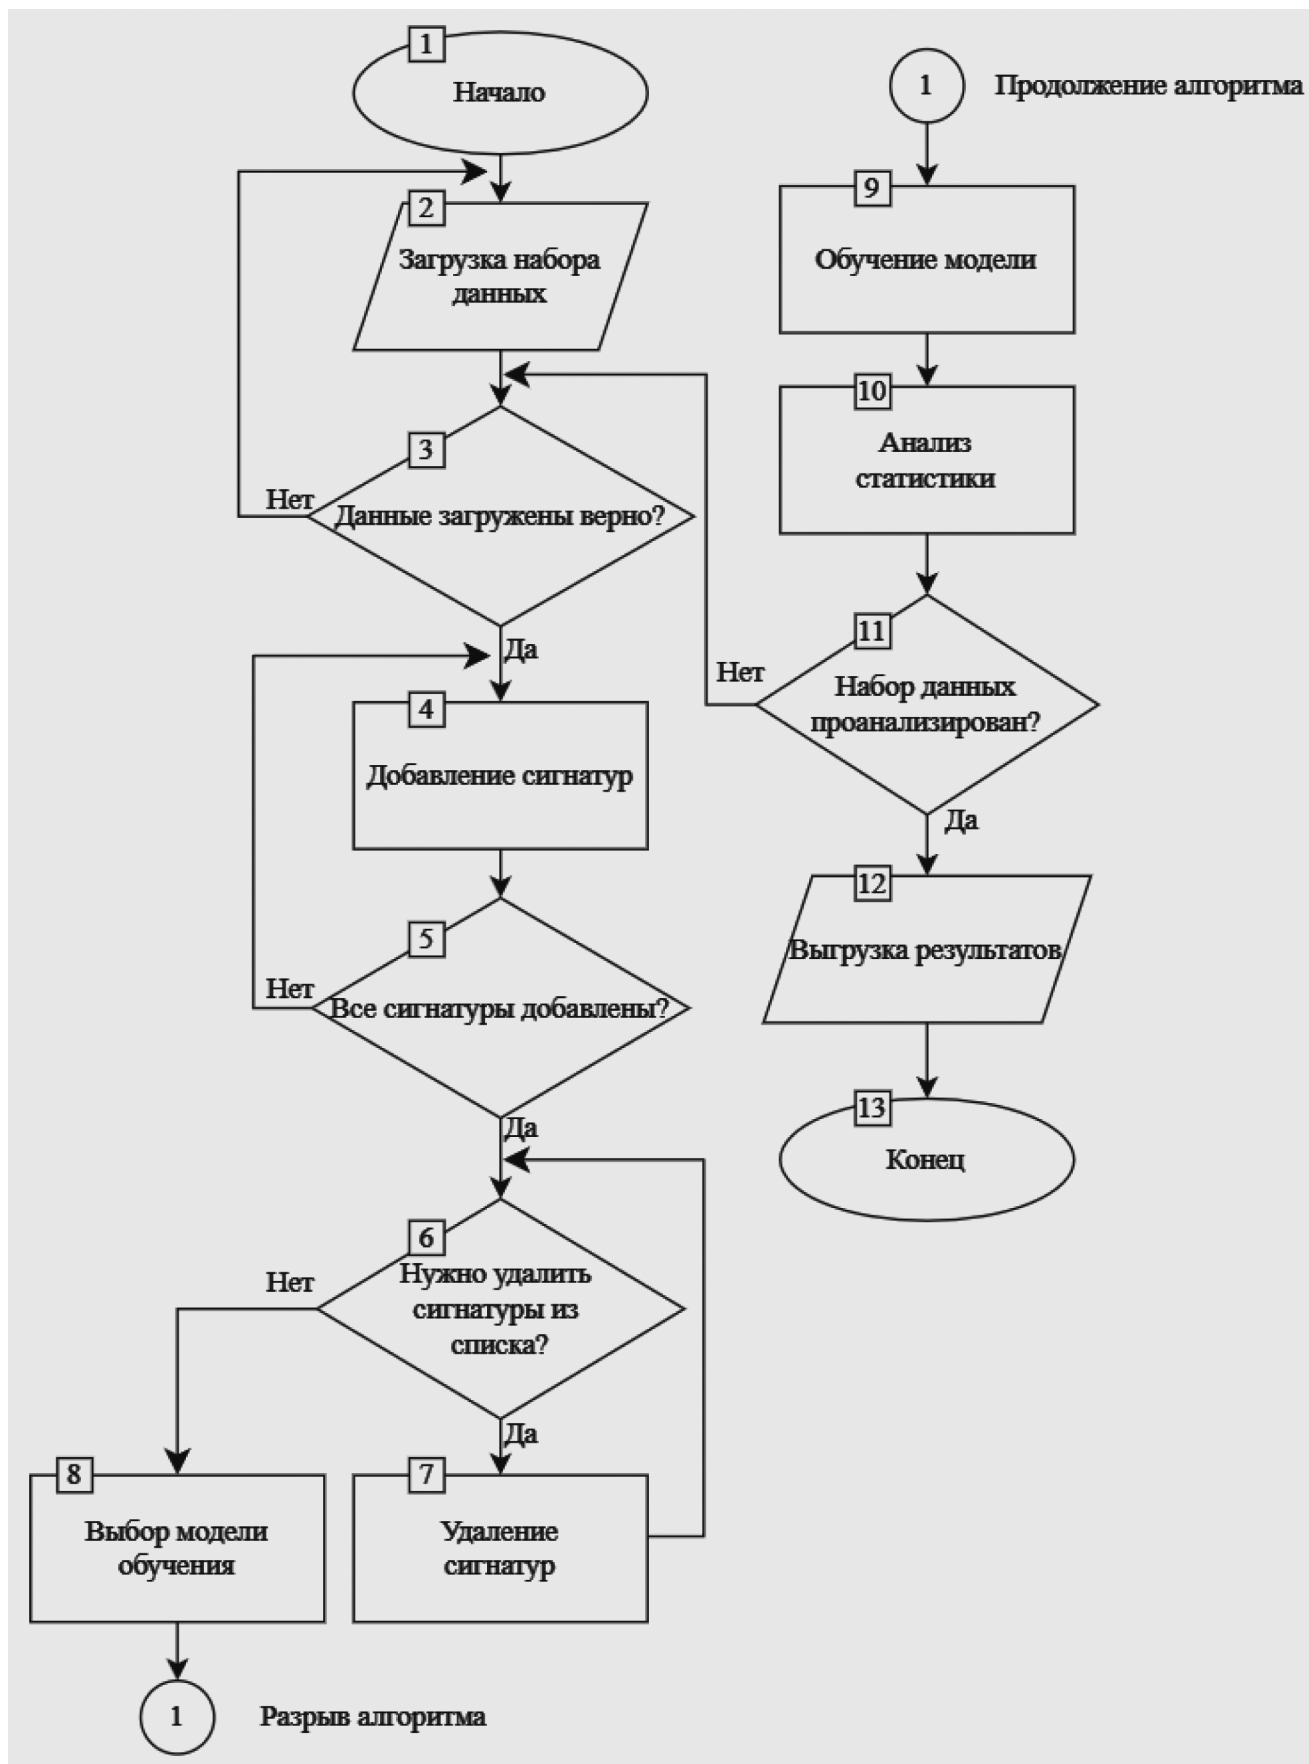 1
Начало
2
Загрузка набора
данных
3
Данные загружены верно?
Нет
Да
4
Добавление сигнатур
5
Все сигнатуры добавлены?
Нет
Да
6
Нужно удалить
сигнатуры из
списка?
Нет
Да
7
Удаление
сигнатур
8
Выбор модели
обучения
1
Разрыв алгоритма
1
Продолжение алгоритма
9
Обучение модели
10
Анализ
статистики
11
Набор данных
проанализирован?
Нет
Да
12
Выгрузка результатов
13
Конец